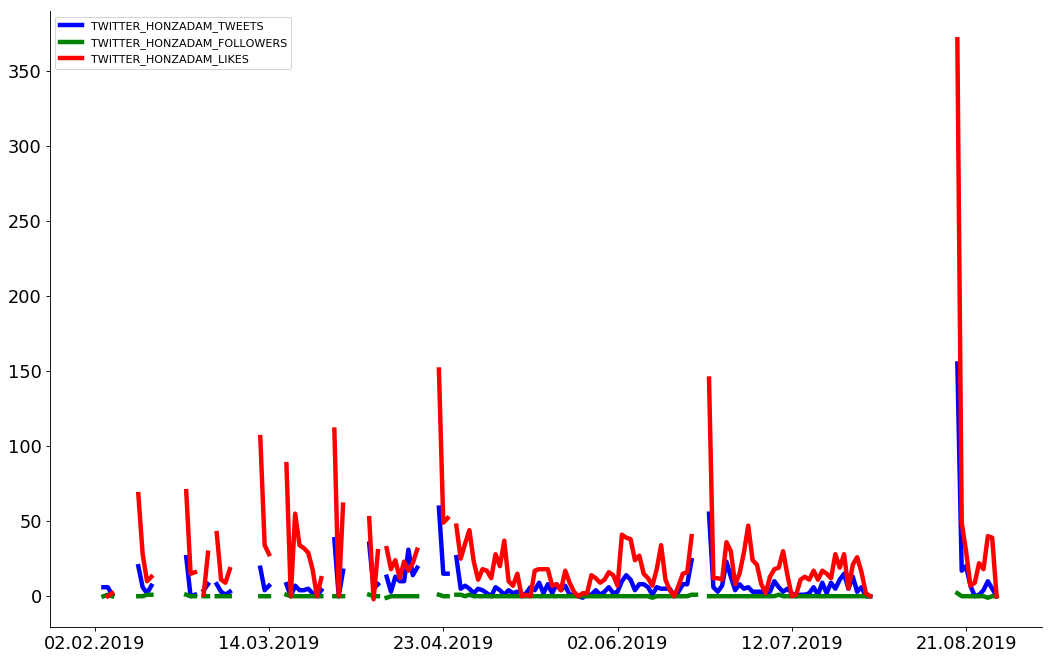 TWITTER_HONZADAM_TWEETS
TWITTER_HONZADAM_FOLLOWERS
TWITTER_HONZADAM_LIKES
350
300
250
200
150
100
50
0
02.02.2019 14.03.2019 23.04.2019 02.06.2019 12.07.2019 21.08.2019